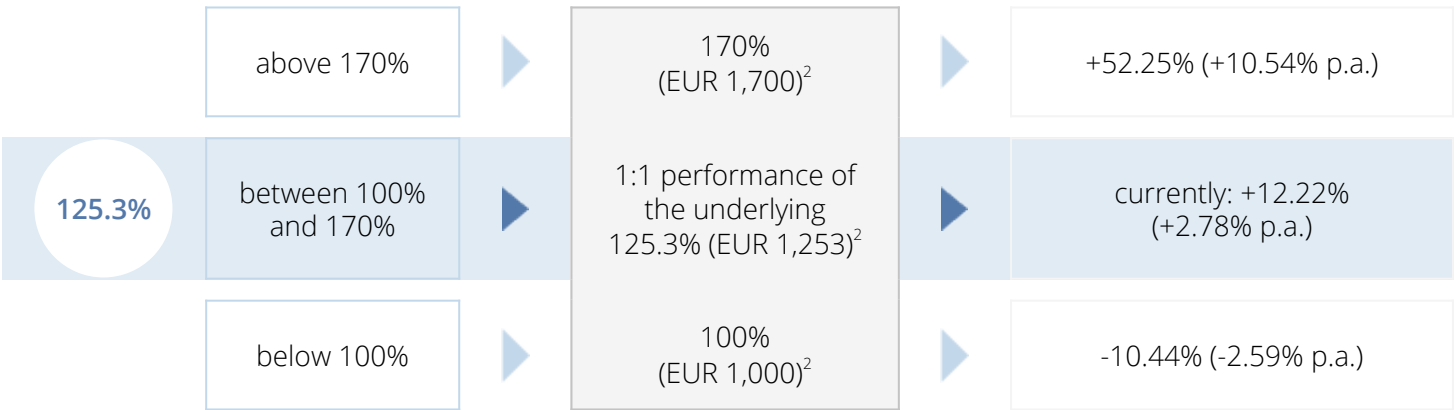 above 170%
170%
(EUR 1,700)²
+52.25% (+10.54% p.a.)
125.3%
between 100%
and 170%
1:1 performance of
the underlying
125.3% (EUR 1,253)²
currently: +12.22%
(+2.78% p.a.)
below 100%
100%
(EUR 1,000)²
-10.44% (-2.59% p.a.)